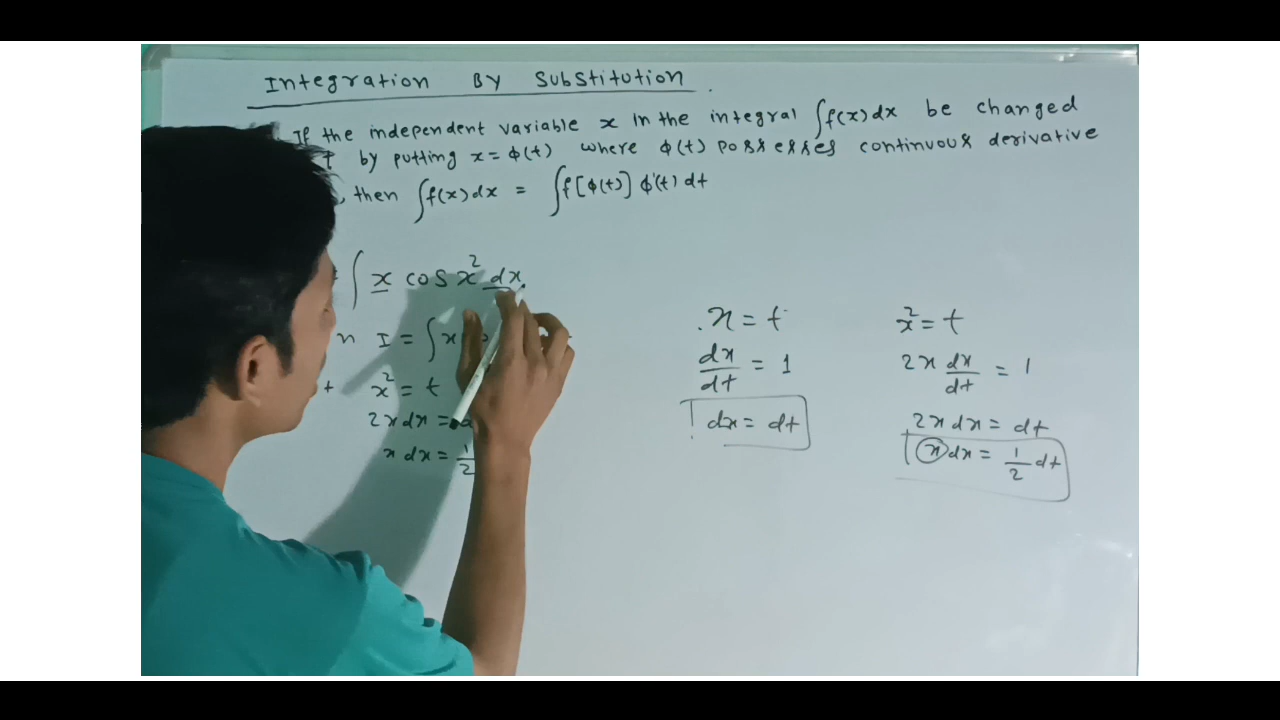 Integration By Substitution
If the independent variable x in the integral ∫f(x)dx be changed
by putting x = φ(t) where φ(t) possesses continuous derivative
, then ∫f(x)dx = ∫f[φ(t)] φ'(t) dt
∫ x cos x² dx.
I = ∫x
x² = t
2x dx =
x dx = 1/2
x = t
dx/dt = 1
dx = dt
x² = t
2x dx/dt = 1
2x dx = dt
x dx = 1/2 dt